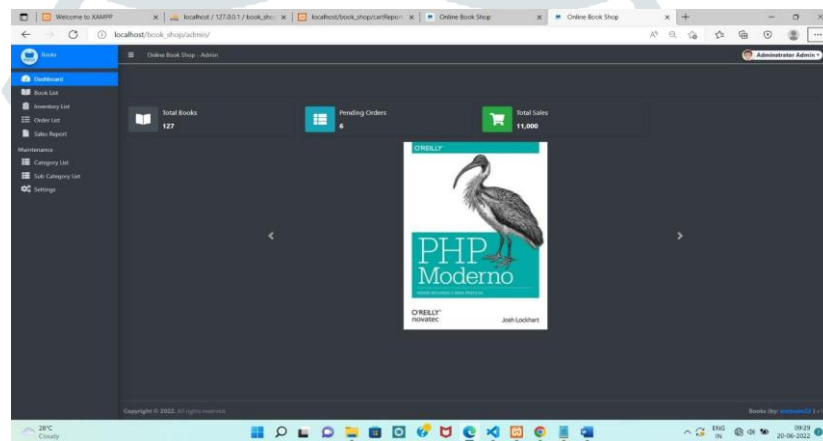 Welcome to XAMPP
localhost / 127.0.0.1 / book_shop
localhost/book_shop/cartRepor
Online Book Shop
Online Book Shop
localhost/book_shop/admin/
Books
Online Book Shop - Admin
Adminstrator Admin
Dashboard
Book List
Inventory List
Order List
Sales Report
Maintenance
Category List
Sub Category List
Settings
Total Books
127
Pending Orders
6
Total Sales
11,000
O'REILLY'
PHP
Moderno
O'REILLY'
novatec
Josh Lockhart
Copyright © 2022. All rights reserved.
Books (by:
28°C
Cloudy
ENG
IN
09:29
20-06-2022